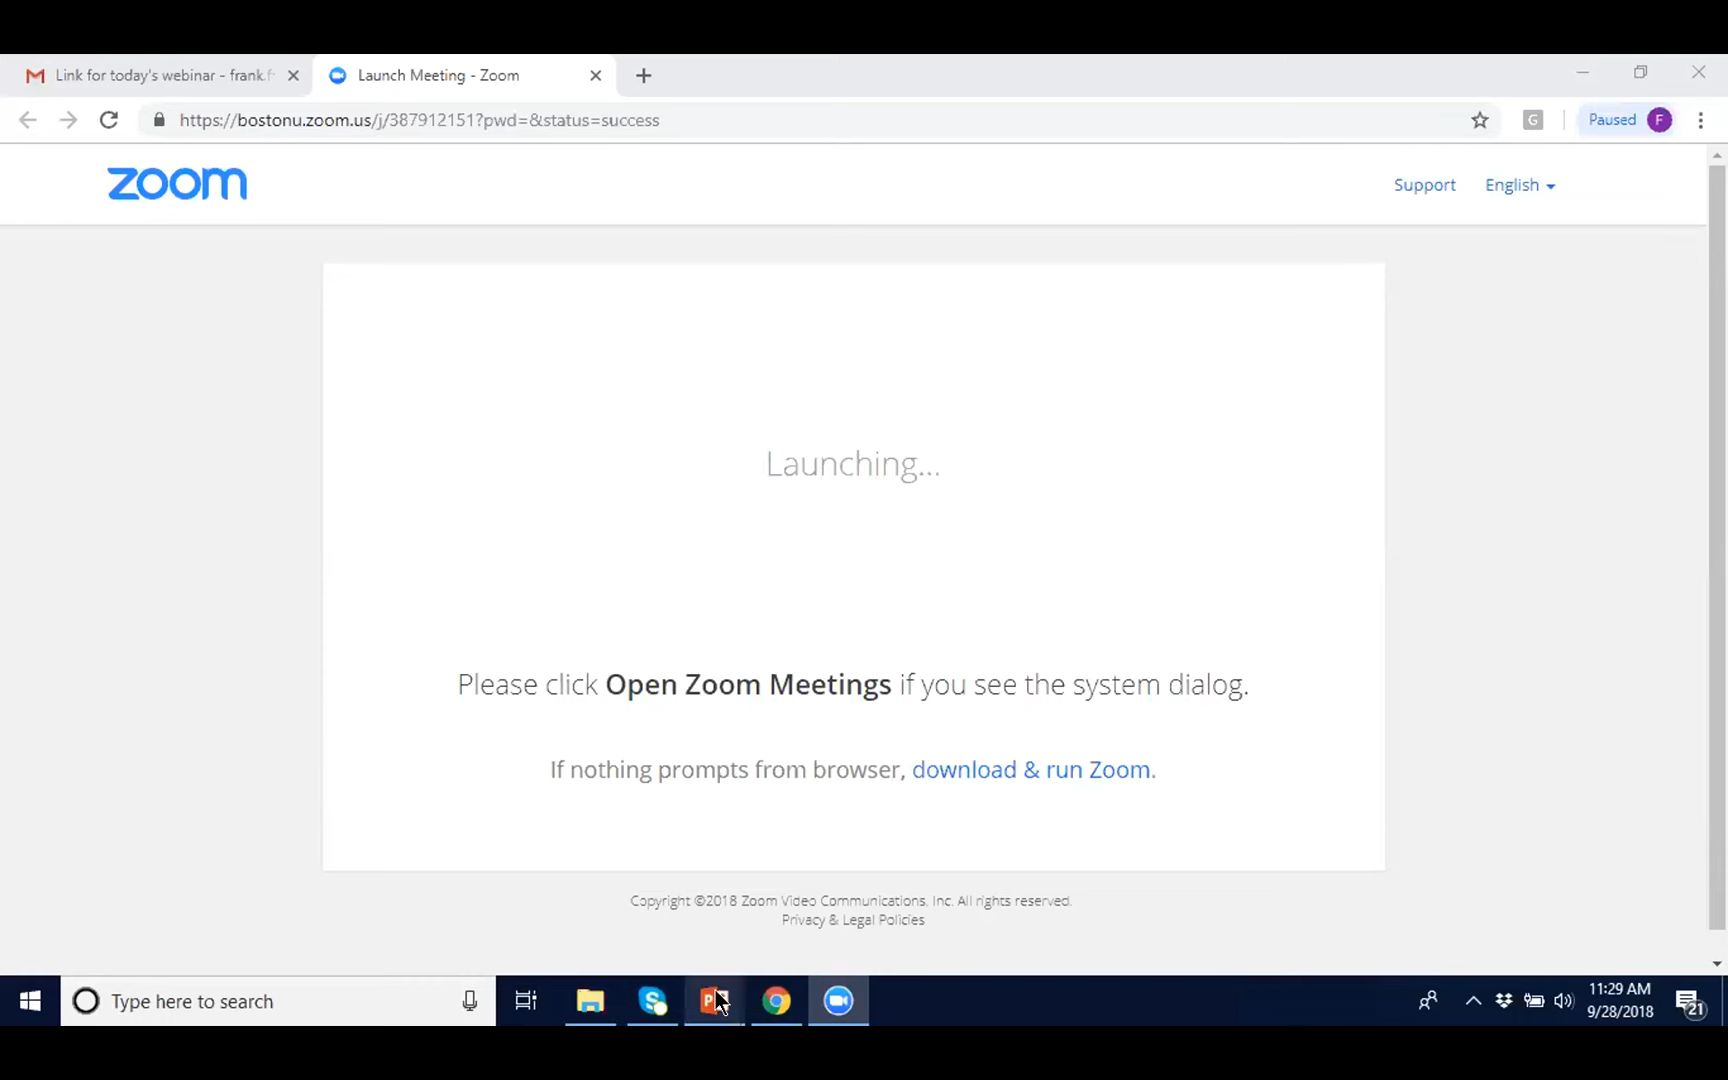 Link for today's webinar - frank.f
Launch Meeting - Zoom
https://bostonu.zoom.us/j/387912151?pwd=&status=success
G
Paused
F
zoom
Support
English
Launching...
Please click Open Zoom Meetings if you see the system dialog.
If nothing prompts from browser, download & run Zoom.
Copyright ©2018 Zoom Video Communications, Inc. All rights reserved.
Privacy & Legal Policies
Type here to search
11:29 AM
9/28/2018
21